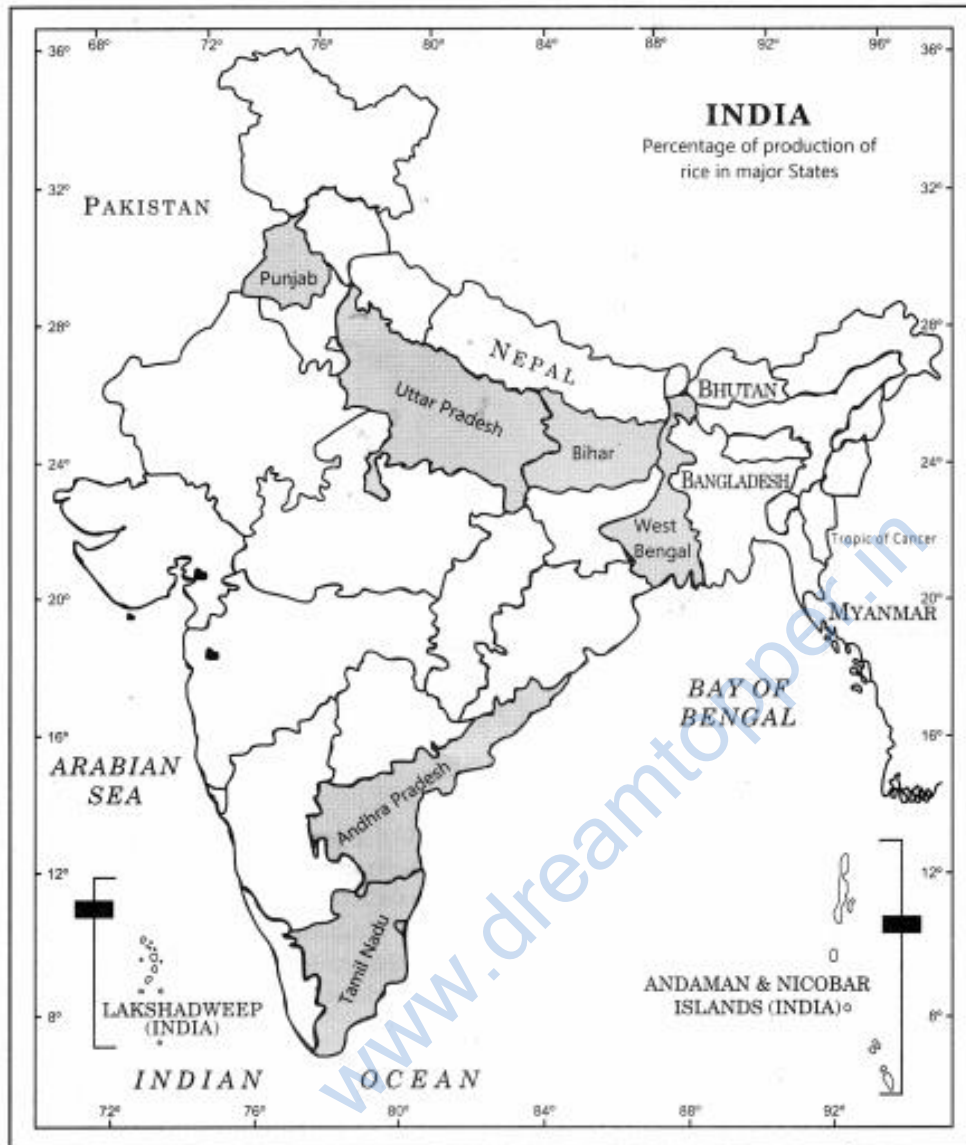 68°
72°
76°
80°
84°
88°
92°
96°
36°
36°
INDIA
Percentage of production of
rice in major States
32°
32°
PAKISTAN
Punjab
28°
28°
NEPAL
BHUTAN
Uttar Pradesh
Bihar
24°
24°
BANGLADESH
West
Bengal
Tropic of Cancer
20°
20°
MYANMAR
BAY OF
BENGAL
16°
16°
ARABIAN
SEA
Andhra Pradesh
12°
12°
Tamil Nadu
LAKSHADWEEP
(INDIA)
ANDAMAN & NICOBAR
ISLANDS (INDIA)
8°
8°
INDIAN OCEAN
72°
76°
80°
84°
88°
92°
www.dreamtopper.in